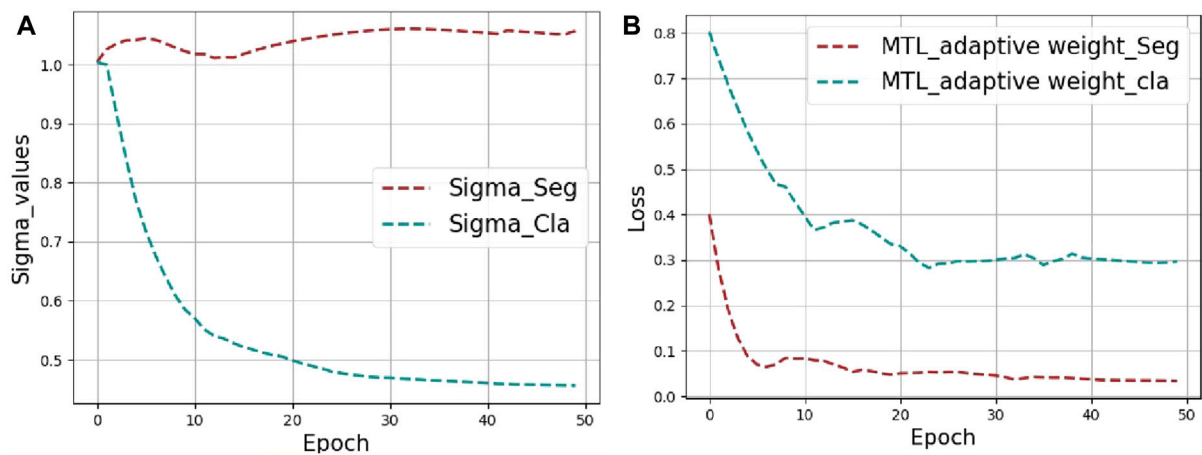 A
Sigma_values
1.0
0.9
0.8
0.7
0.6
0.5
Sigma_Seg
Sigma_Cla
0 10 20 30 40 50
Epoch
B
Loss
0.8
0.7
0.6
0.5
0.4
0.3
0.2
0.1
0.0
MTL_adaptive weight_Seg
MTL_adaptive weight_cla
0 10 20 30 40 50
Epoch